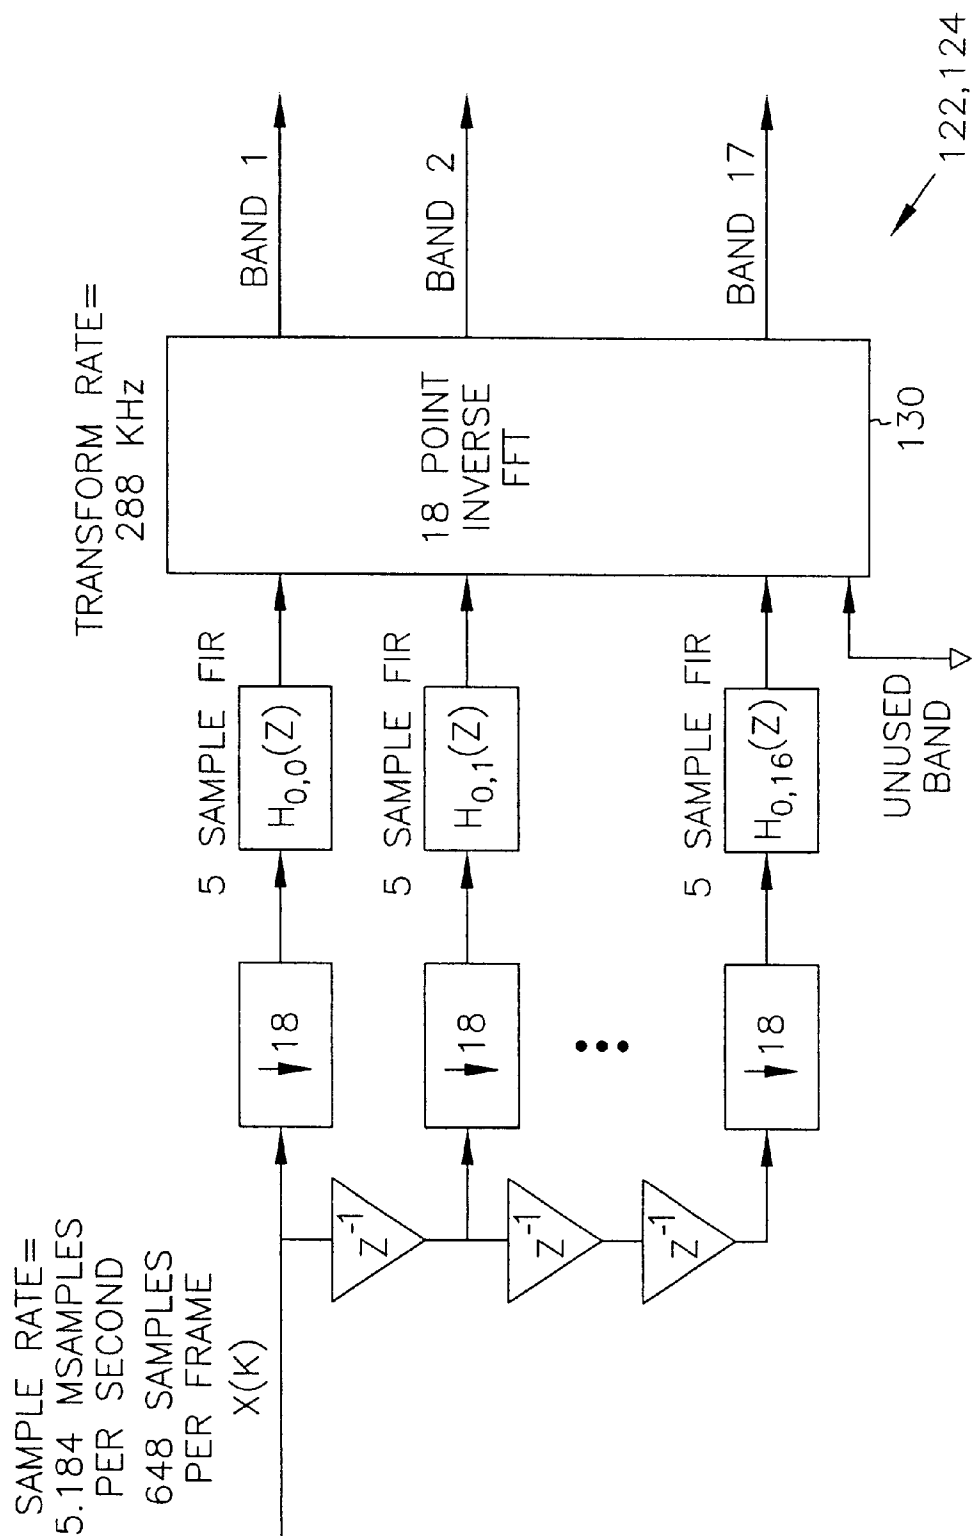 SAMPLE RATE=
5.184 MSAMPLES
PER SECOND
648 SAMPLES
PER FRAME
X(K)
Z-1
Z-1
Z-1
18
18
18
5 SAMPLE FIR
H0,0(Z)
5 SAMPLE FIR
H0,1(Z)
5 SAMPLE FIR
H0,16(Z)
UNUSED
BAND
TRANSFORM RATE=
288 KHz
18 POINT
INVERSE
FFT
130
BAND 1
BAND 2
BAND 17
122,124